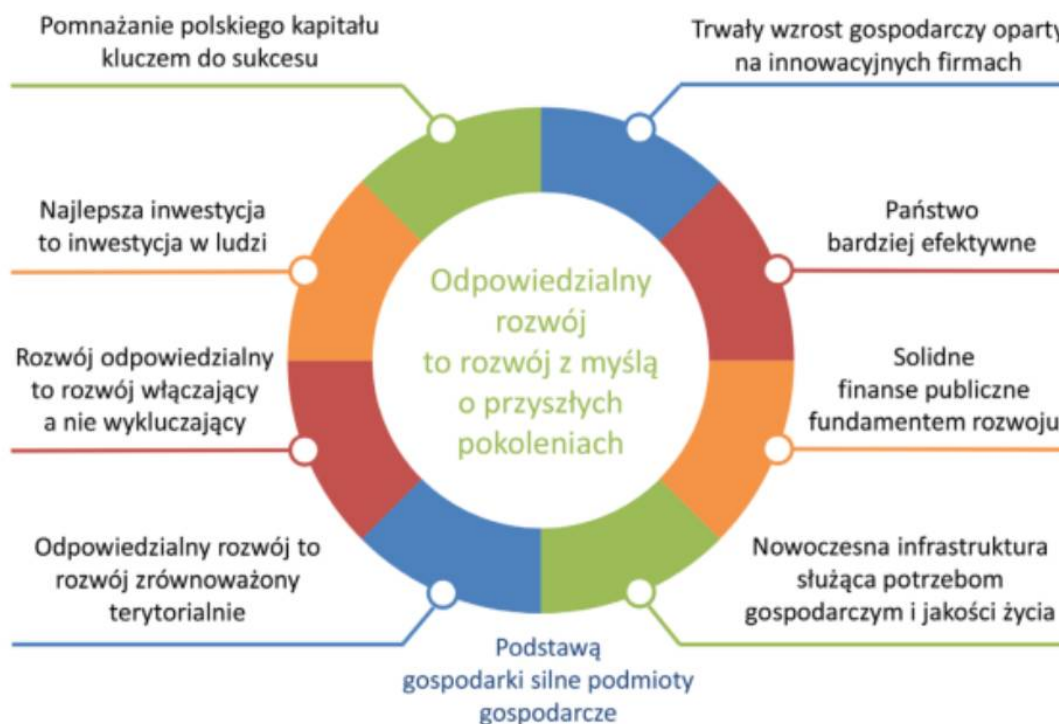 Pomnażanie polskiego kapitału
kluczem do sukcesu
Trwały wzrost gospodarczy oparty
na innowacyjnych firmach
Najlepsza inwestycja
to inwestycja w ludzi
Państwo
bardziej efektywne
Odpowiedzialny
rozwój
to rozwój z myślą
o przyszłych
pokoleniach
Rozwój odpowiedzialny
to rozwój włączający
a nie wykluczający
Solidne
finanse publiczne
fundamentem rozwoju
Odpowiedzialny rozwój to
rozwój zrównoważony
terytorialnie
Nowoczesna infrastruktura
służąca potrzebom
gospodarczym i jakości życia
Podstawą
gospodarki silne podmioty
gospodarcze